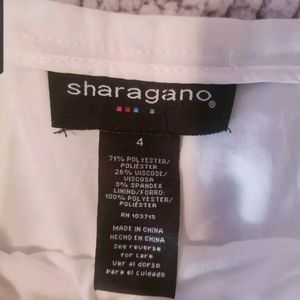 sharagano®
4
71% POLYESTER/
POLIÉSTER
26% VISCOSE/
VISCOSA
3% SPANDEX
LINING/FORRO:
100% POLYESTER/
POLIÉSTER
RN 103715
MADE IN CHINA
HECHO EN CHINA
See reverse
for care
Ver al dorso
para el cuidado